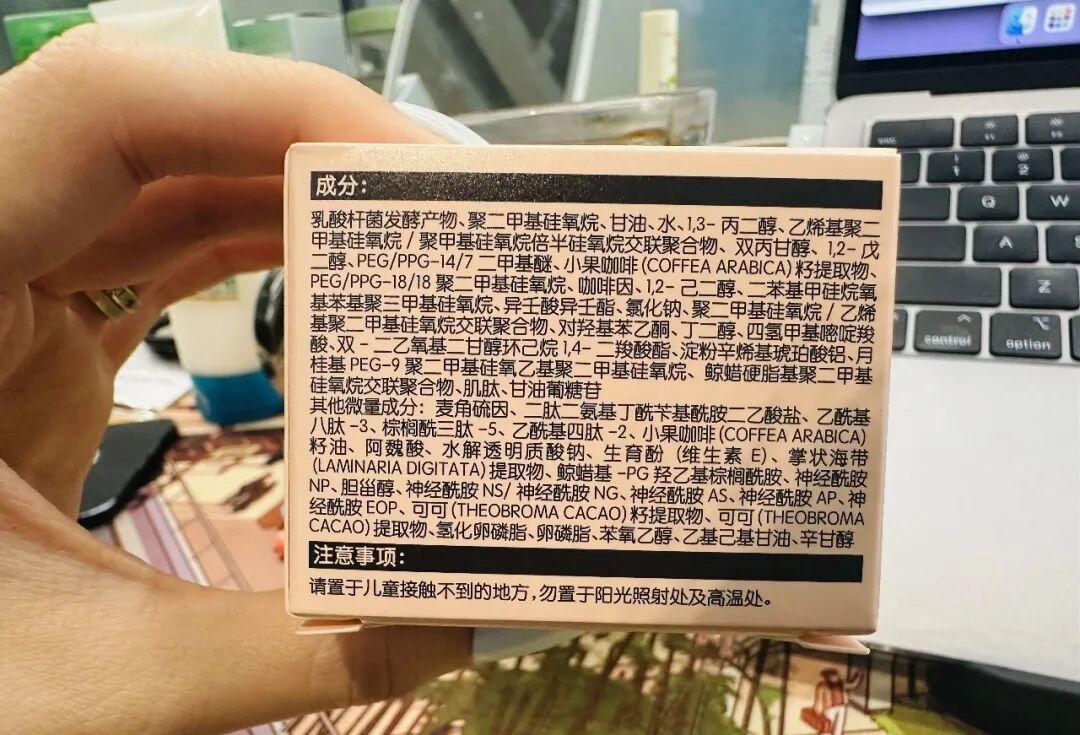 成分：
乳酸杆菌发酵产物、聚二甲基硅氧烷、甘油、水、1,3- 丙二醇、乙烯基聚二
甲基硅氧烷 / 聚甲基硅氧烷倍半硅氧烷交联聚合物、双丙甘醇、1,2- 戊
二醇、PEG/PPG-14/7 二甲基醚、小果咖啡 (COFFEA ARABICA) 籽提取物、
PEG/PPG-18/18 聚二甲基硅氧烷、咖啡因、1,2- 己二醇、二苯基甲硅烷氧
基苯基聚三甲基硅氧烷、异壬酸异壬酯、氯化钠、聚二甲基硅氧烷 / 乙烯
基聚二甲基硅氧烷交联聚合物、对羟基苯乙酮、丁二醇、四氢甲基嘧啶羧
酸、双 - 二乙氧基二甘醇环己烷 1,4- 二羧酸酯、淀粉辛烯基琥珀酸铝、月
桂基 PEG-9 聚二甲基硅氧乙基聚二甲基硅氧烷、鲸蜡硬脂基聚二甲基
硅氧烷交联聚合物、肌肽、甘油葡糖苷
其他微量成分：麦角硫因、二肽二氨基丁酰苄基酰胺二乙酸盐、乙酰基
八肽 -3、棕榈酰三肽 -5、乙酰基四肽 -2、小果咖啡 (COFFEA ARABICA)
籽油、阿魏酸、水解透明质酸钠、生育酚（维生素 E）、掌状海带
(LAMINARIA DIGITATA) 提取物、鲸蜡基 -PG 羟乙基棕榈酰胺、神经酰胺
NP、胆甾醇、神经酰胺 NS/ 神经酰胺 NG、神经酰胺 AS、神经酰胺 AP、神
经酰胺 EOP、可可 (THEOBROMA CACAO) 籽提取物、可可 (THEOBROMA
CACAO) 提取物、氢化卵磷脂、卵磷脂、苯氧乙醇、乙基己基甘油、辛甘醇
注意事项：
请置于儿童接触不到的地方，勿置于阳光照射处及高温处。
Q
W
A
Z
control
option